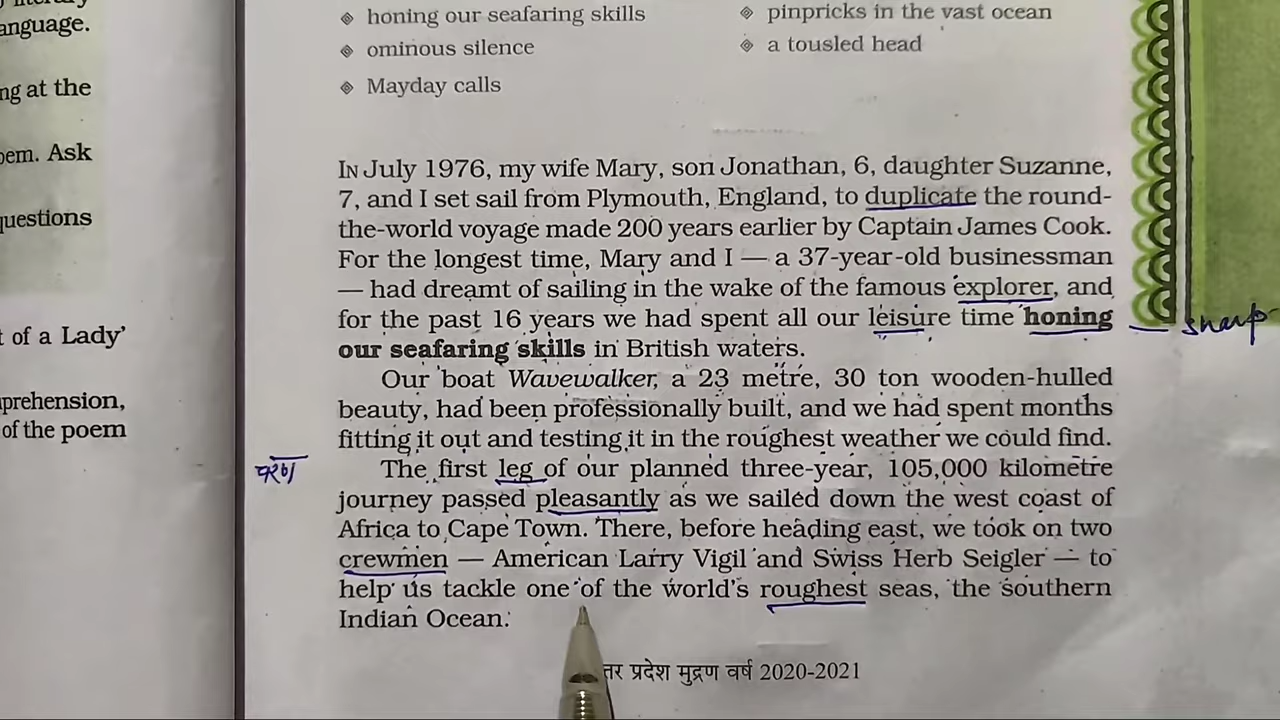 anguage.
ng at the
oem. Ask
questions
t of a Lady’
prehension,
of the poem
honing our seafaring skills
ominous silence
Mayday calls
pinpricks in the vast ocean
a tousled head
IN July 1976, my wife Mary, son Jonathan, 6, daughter Suzanne,
7, and I set sail from Plymouth, England, to duplicate the round-
the-world voyage made 200 years earlier by Captain James Cook.
For the longest time, Mary and I — a 37-year-old businessman
— had dreamt of sailing in the wake of the famous explorer, and
for the past 16 years we had spent all our leisure time honing
our seafaring skills in British waters.
sharp
Our boat Wavewalker, a 23 metre, 30 ton wooden-hulled
beauty, had been professionally built, and we had spent months
fitting it out and testing it in the roughest weather we could find.
The first leg of our planned three-year, 105,000 kilometre
journey passed pleasantly as we sailed down the west coast of
Africa to Cape Town. There, before heading east, we took on two
crewmen — American Larry Vigil and Swiss Herb Seigler — to
help us tackle one of the world’s roughest seas, the southern
Indian Ocean.
तर प्रदेश मुद्रण वर्ष 2020-2021